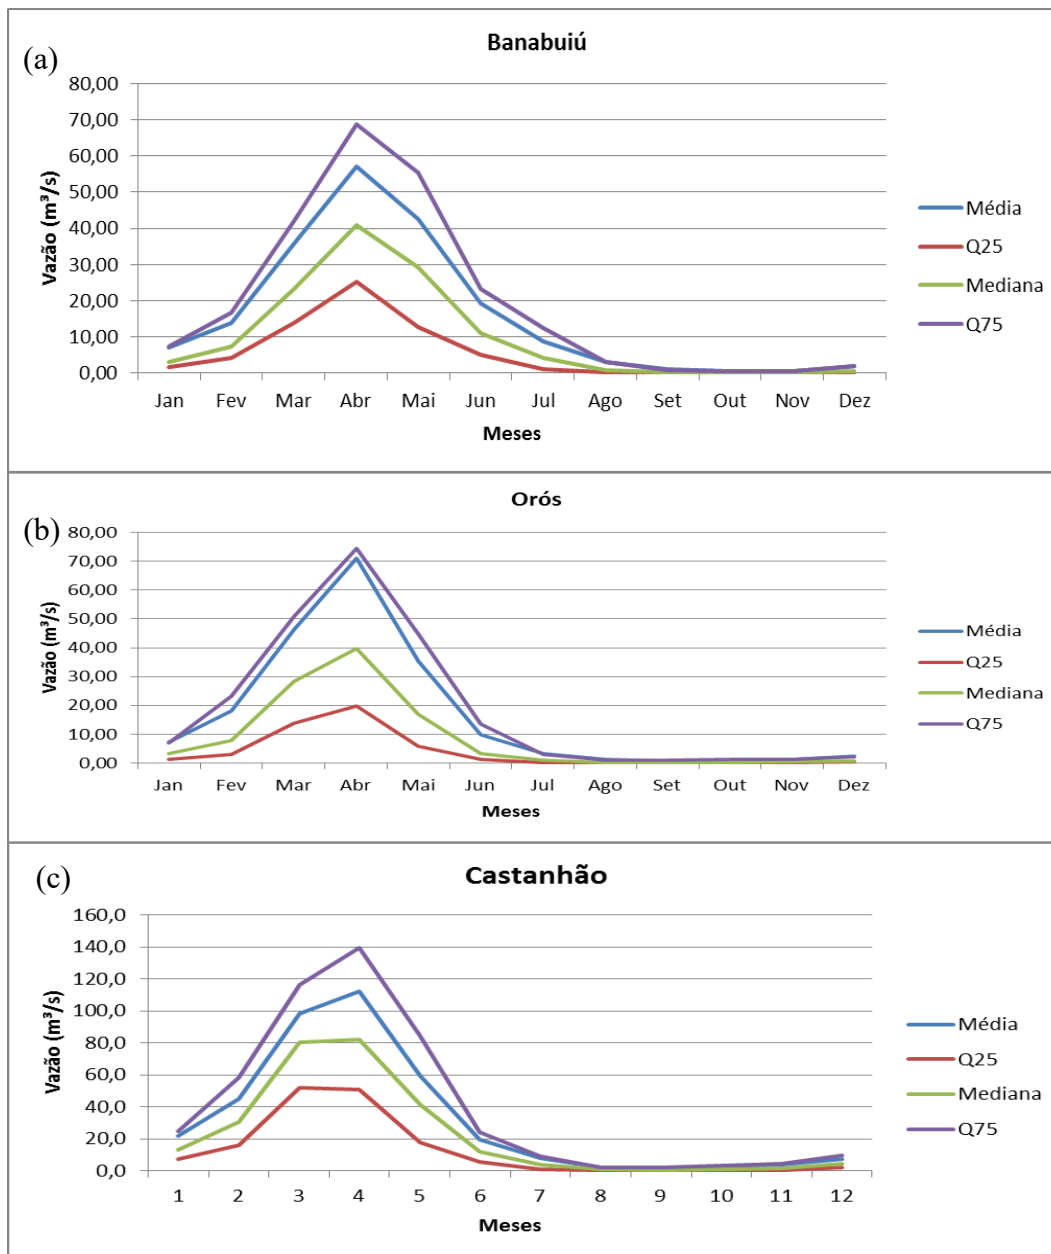 (a)
Banabuiú
Vazão (m³/s)
80,00
70,00
60,00
50,00
40,00
30,00
20,00
10,00
0,00
Jan Fev Mar Abr Mai Jun Jul Ago Set Out Nov Dez
Meses
Média
Q25
Mediana
Q75
(b)
Orós
Vazão (m³/s)
80,00
70,00
60,00
50,00
40,00
30,00
20,00
10,00
0,00
Jan Fev Mar Abr Mai Jun Jul Ago Set Out Nov Dez
Meses
Média
Q25
Mediana
Q75
(c)
Castanhão
Vazão (m³/s)
160,0
140,0
120,0
100,0
80,0
60,0
40,0
20,0
0,0
1 2 3 4 5 6 7 8 9 10 11 12
Meses
Média
Q25
Mediana
Q75